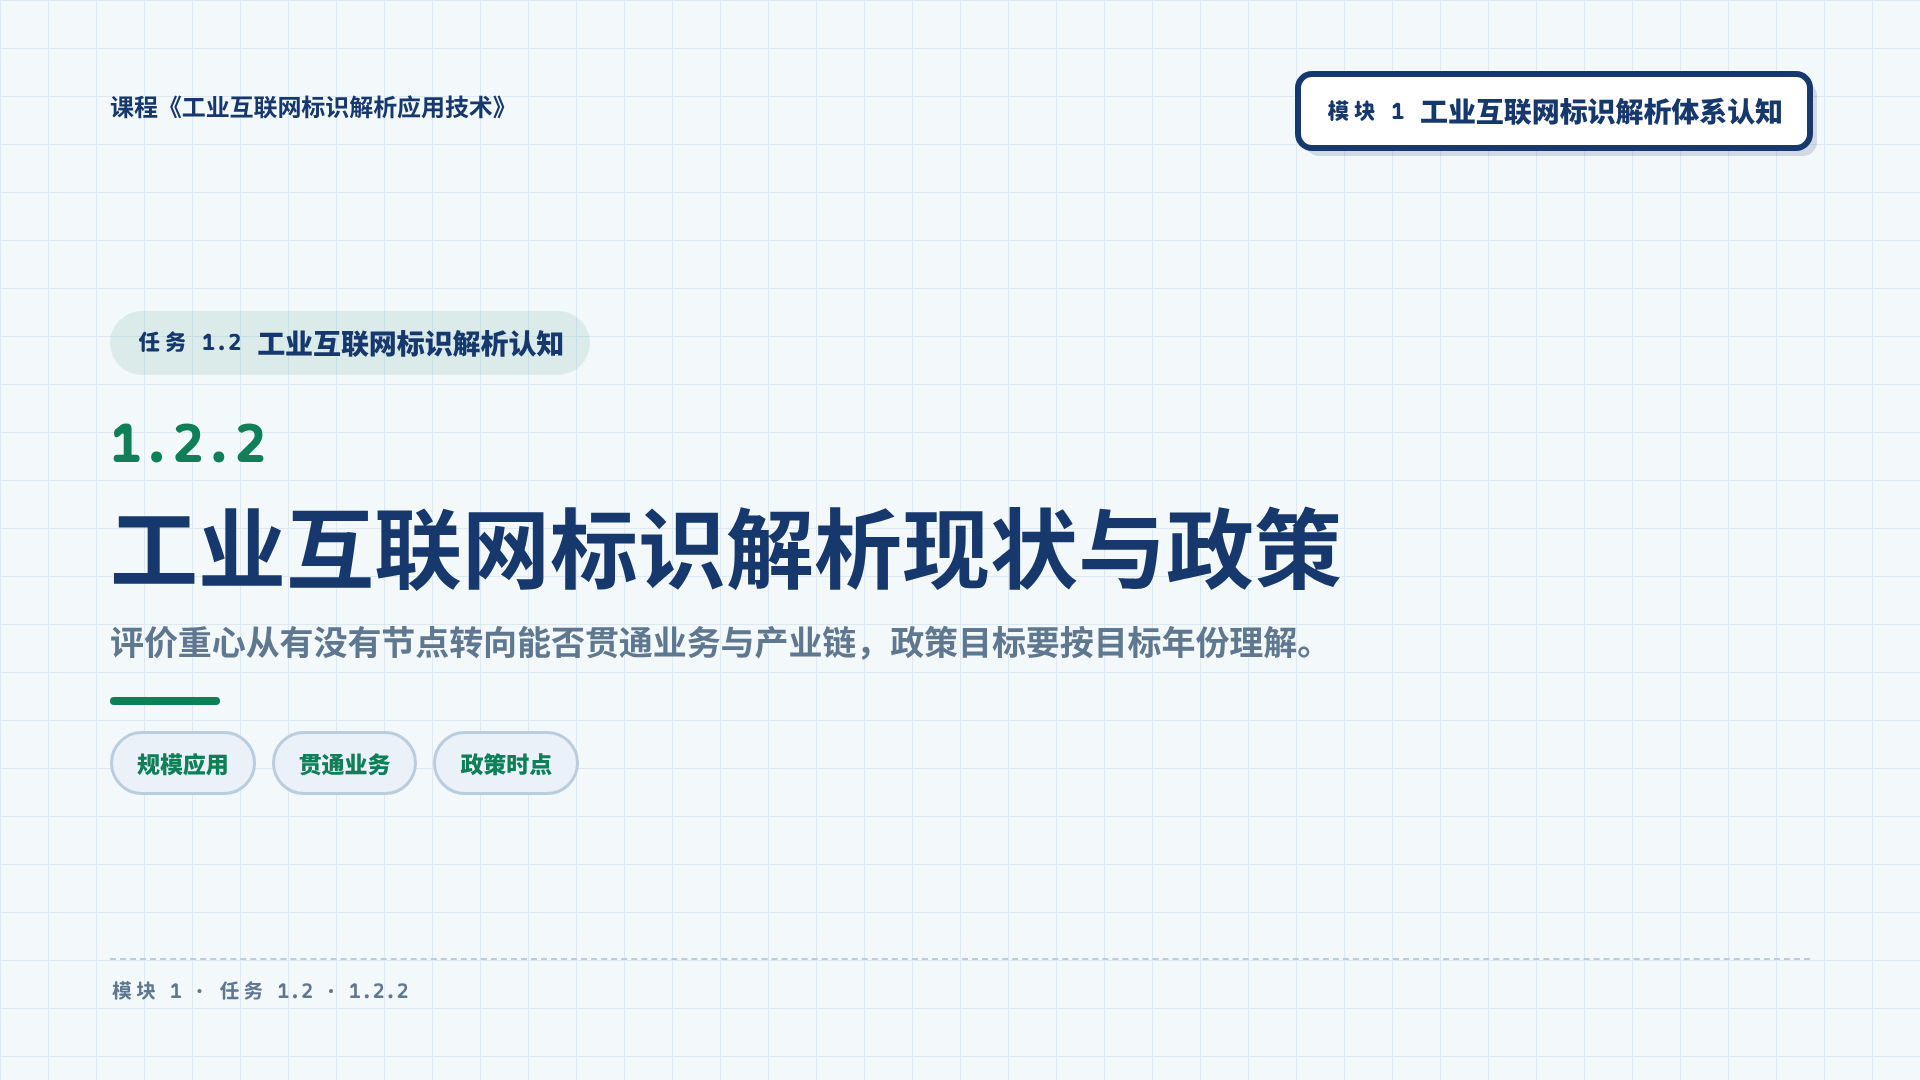 课程《工业互联网标识解析应用技术》
模块 1 工业互联网标识解析体系认知
任务 1.2 工业互联网标识解析认知
1.2.2
工业互联网标识解析现状与政策
评价重心从有没有节点转向能否贯通业务与产业链，政策目标要按目标年份理解。
规模应用
贯通业务
政策时点
模块 1 · 任务 1.2 · 1.2.2